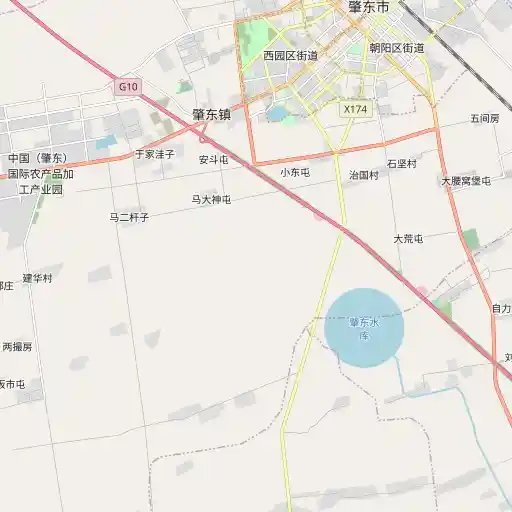 肇东市
朝阳区街道
西园区街道
G10
X174
肇东镇
五间房
中国（肇东）
国际农产品加
工产业园
于家洼子
安斗屯
小东屯
石坚村
治国村
大腰窝堡屯
马大神屯
马二杆子
大荒屯
建华村
自力
肇东水
库
两撮房